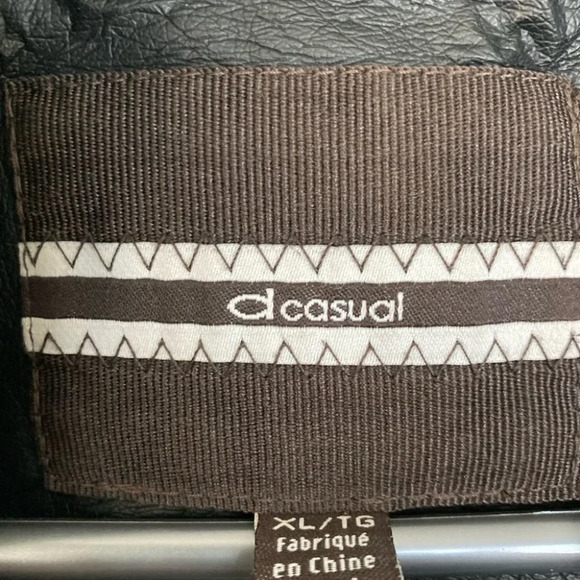 d casual
XL/TG
Fabriqué
en Chine